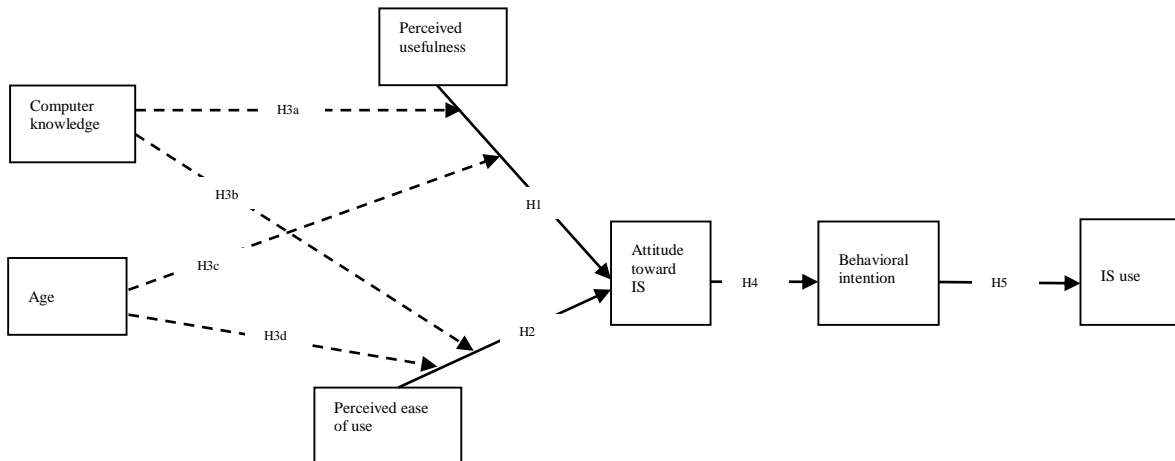 Perceived
usefulness
Computer
knowledge
H3a
H3b
H1
Age
H3c
H3d
Attitude
toward
IS
H4
Behavioral
intention
H5
IS use
H2
Perceived ease
of use